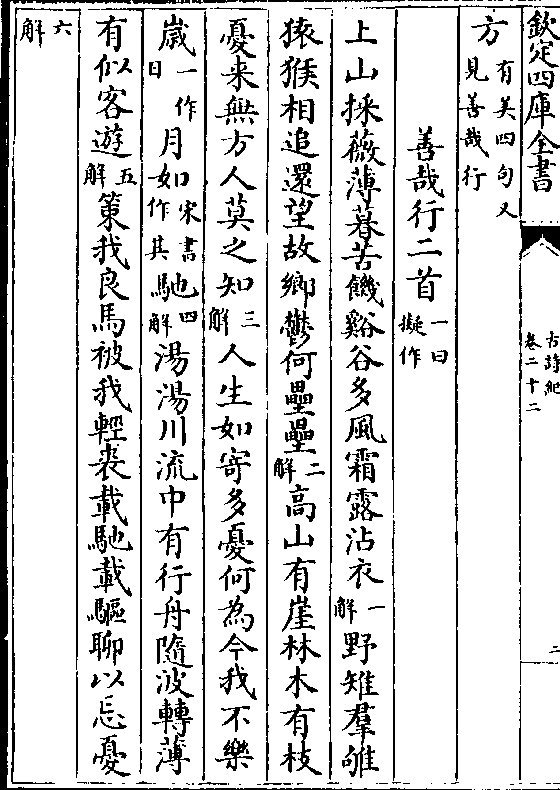 欽定四庫全書
古詩紀
卷二十二
二
方有美四句又見善哉行
善哉行二首一曰擬作
上山採薇薄暮苦饑谿谷多風霜露沾衣一解野雉羣雊
猿猴相追還望故鄉鬱何壘壘二解高山有崖林木有枝
憂来無方人莫之知三解人生如寄多憂何為今我不樂
歲一作日月如宋書如作其馳四解湯湯川流中有行舟隨波轉薄
有似客遊五解策我良馬被我輕裘載馳載驅聊以忘憂
六解